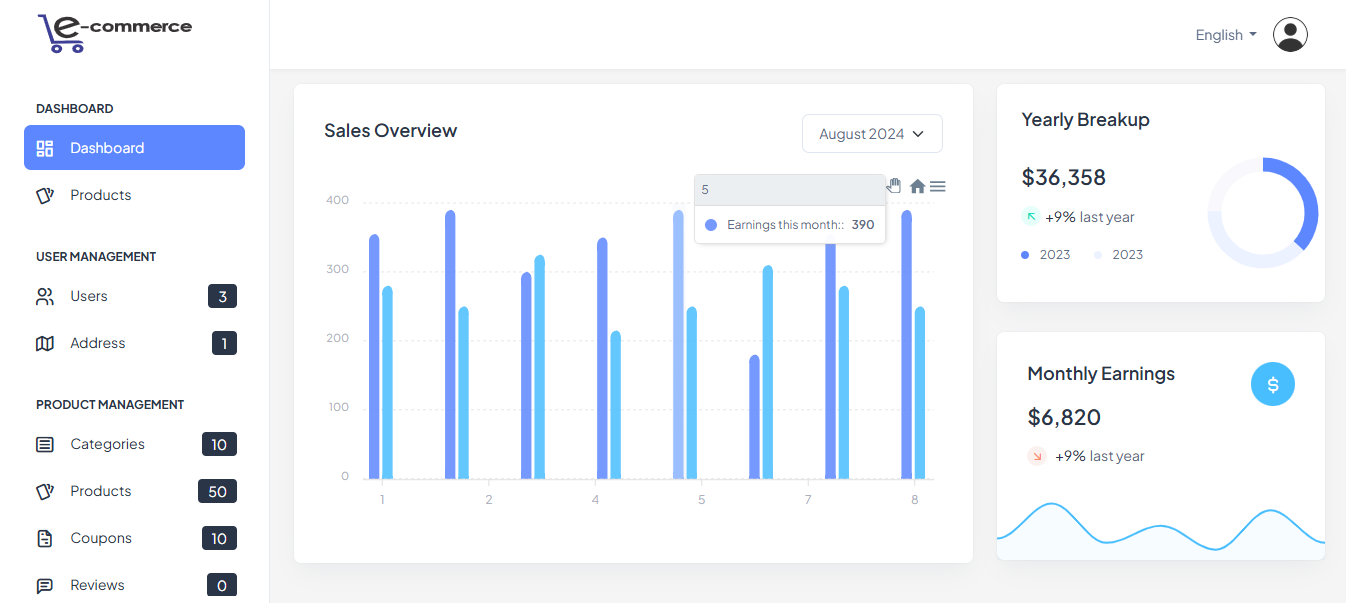 e-commerce
English
DASHBOARD
Dashboard
Products
USER MANAGEMENT
Users 3
Address 1
PRODUCT MANAGEMENT
Categories 10
Products 50
Coupons 10
Reviews 0
Sales Overview
August 2024
5
Earnings this month:: 390
400
300
200
100
0
1 2 4 5 7 8
Yearly Breakup
$36,358
+9% last year
2023 2023
Monthly Earnings
$
$6,820
+9% last year